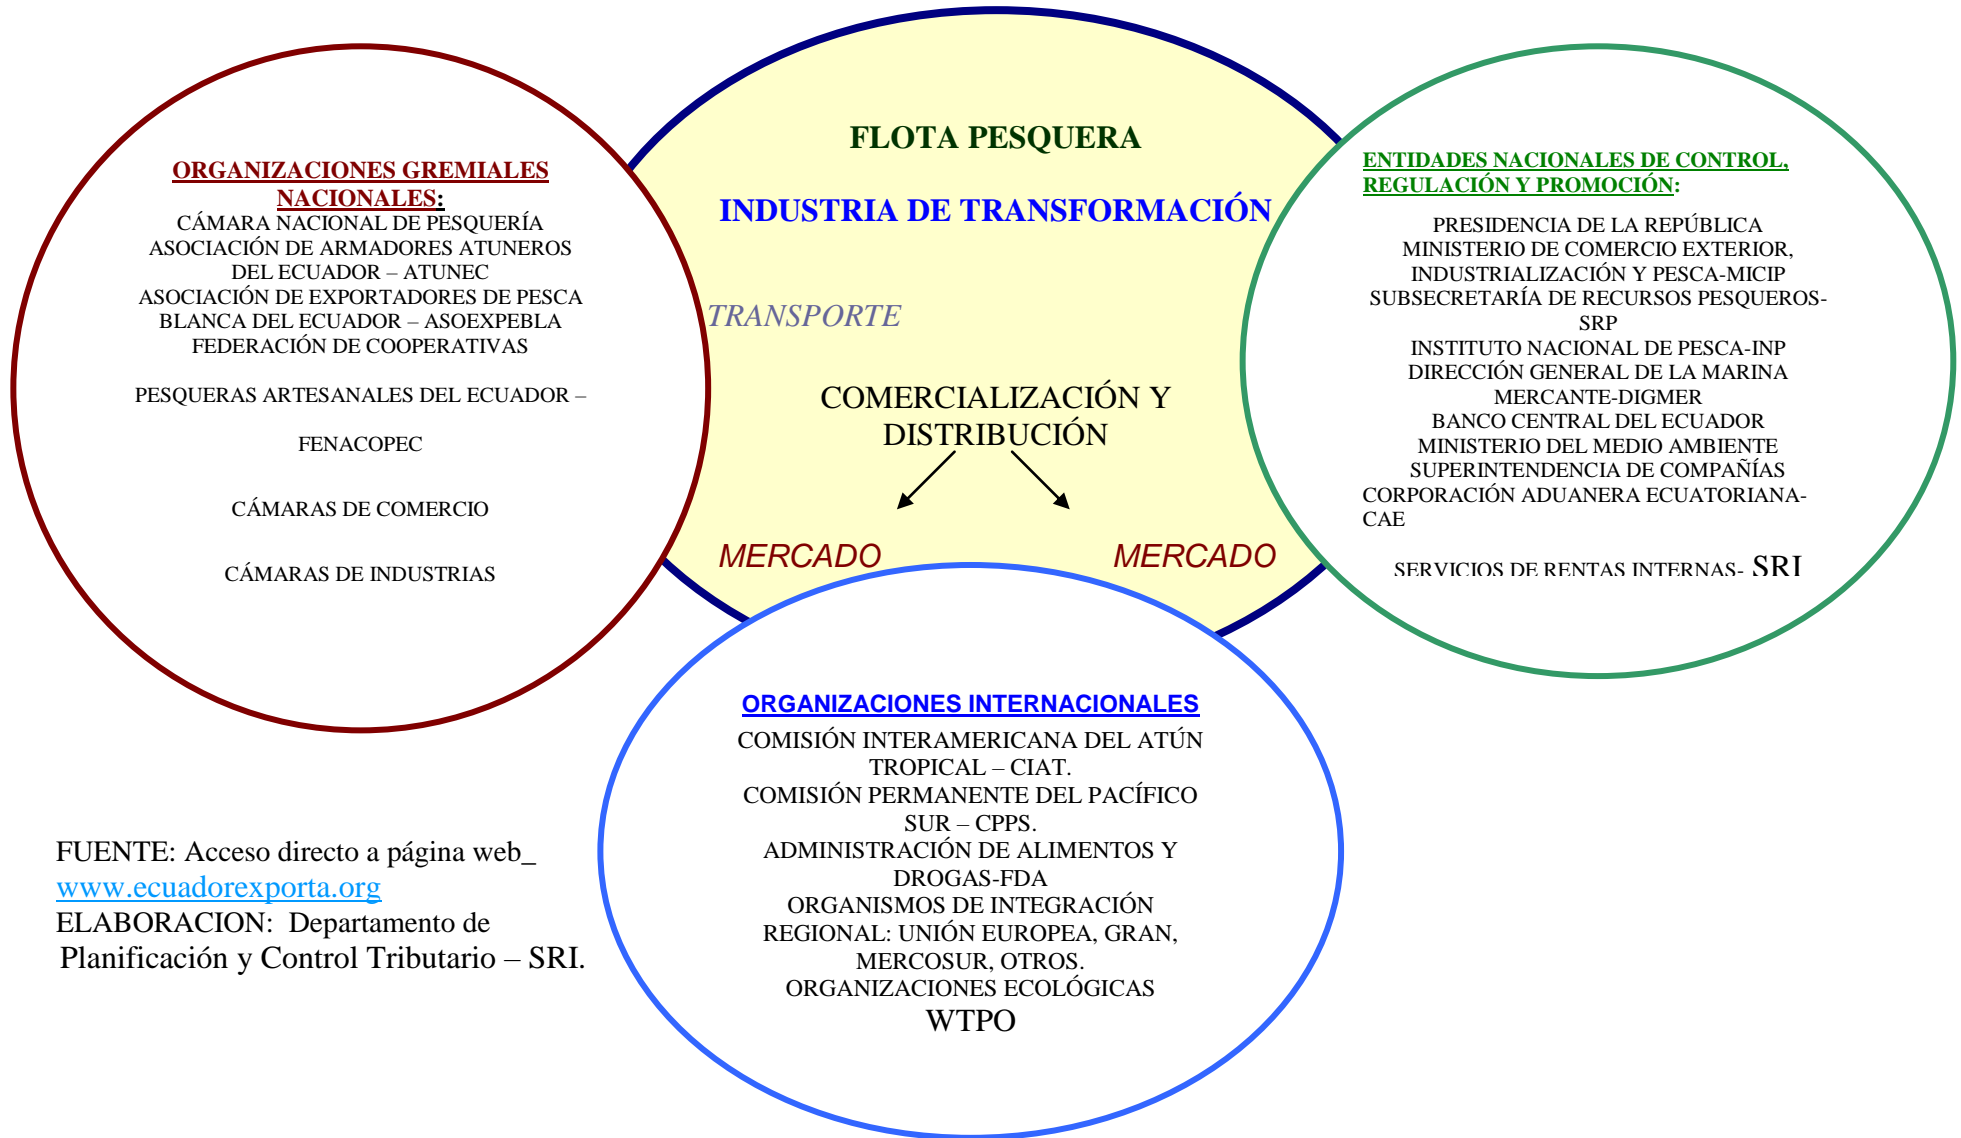 FLOTA PESQUERA
INDUSTRIA DE TRANSFORMACIÓN
TRANSPORTE
COMERCIALIZACIÓN Y
DISTRIBUCIÓN
MERCADO
MERCADO
ORGANIZACIONES GREMIALES
NACIONALES:
CÁMARA NACIONAL DE PESQUERÍA
ASOCIACIÓN DE ARMADORES ATUNEROS
DEL ECUADOR – ATUNEC
ASOCIACIÓN DE EXPORTADORES DE PESCA
BLANCA DEL ECUADOR – ASOEXPEBLA
FEDERACIÓN DE COOPERATIVAS
PESQUERAS ARTESANALES DEL ECUADOR –
FENACOPEC
CÁMARAS DE COMERCIO
CÁMARAS DE INDUSTRIAS
ENTIDADES NACIONALES DE CONTROL,
REGULACIÓN Y PROMOCIÓN:
PRESIDENCIA DE LA REPÚBLICA
MINISTERIO DE COMERCIO EXTERIOR,
INDUSTRIALIZACIÓN Y PESCA-MICIP
SUBSECRETARÍA DE RECURSOS PESQUEROS-
SRP
INSTITUTO NACIONAL DE PESCA-INP
DIRECCIÓN GENERAL DE LA MARINA
MERCANTE-DIGMER
BANCO CENTRAL DEL ECUADOR
MINISTERIO DEL MEDIO AMBIENTE
SUPERINTENDENCIA DE COMPAÑÍAS
CORPORACIÓN ADUANERA ECUATORIANA-
CAE
SERVICIOS DE RENTAS INTERNAS- SRI
ORGANIZACIONES INTERNACIONALES
COMISIÓN INTERAMERICANA DEL ATÚN
TROPICAL – CIAT.
COMISIÓN PERMANENTE DEL PACÍFICO
SUR – CPPS.
ADMINISTRACIÓN DE ALIMENTOS Y
DROGAS-FDA
ORGANISMOS DE INTEGRACIÓN
REGIONAL: UNIÓN EUROPEA, GRAN,
MERCOSUR, OTROS.
ORGANIZACIONES ECOLÓGICAS
WTPO
FUENTE: Acceso directo a página web_
www.ecuadorexporta.org
ELABORACION:  Departamento de
Planificación y Control Tributario – SRI.